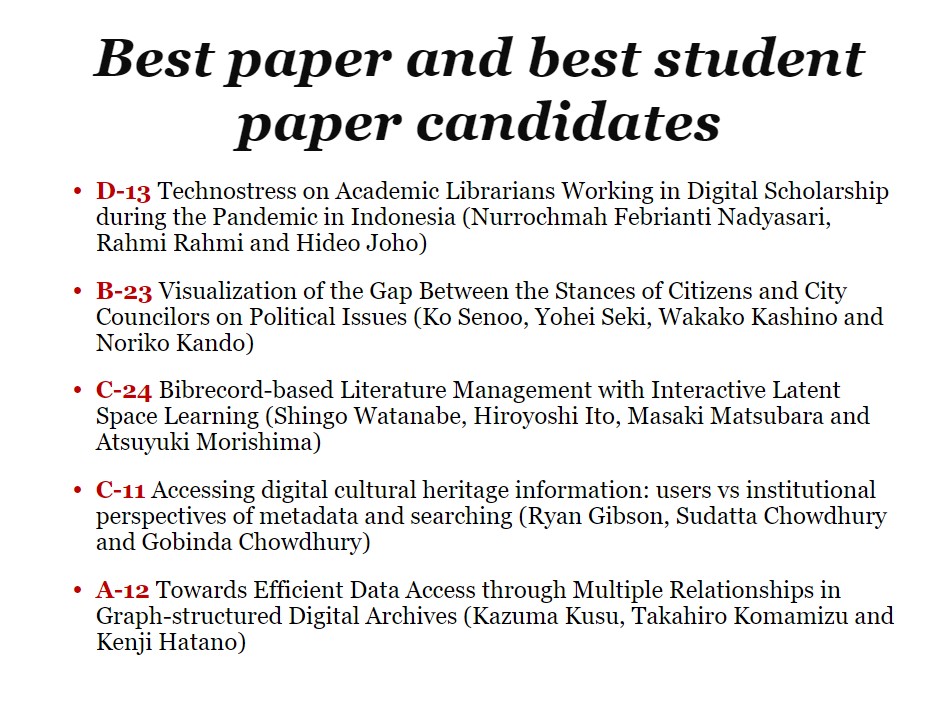 Best paper and best student
paper candidates
• D-13 Technostress on Academic Librarians Working in Digital Scholarship
during the Pandemic in Indonesia (Nurrochmah Febrianti Nadyasari,
Rahmi Rahmi and Hideo Joho)
• B-23 Visualization of the Gap Between the Stances of Citizens and City
Councilors on Political Issues (Ko Senoo, Yohei Seki, Wakako Kashino and
Noriko Kando)
• C-24 Bibrecord-based Literature Management with Interactive Latent
Space Learning (Shingo Watanabe, Hiroyoshi Ito, Masaki Matsubara and
Atsuyuki Morishima)
• C-11 Accessing digital cultural heritage information: users vs institutional
perspectives of metadata and searching (Ryan Gibson, Sudatta Chowdhury
and Gobinda Chowdhury)
• A-12 Towards Efficient Data Access through Multiple Relationships in
Graph-structured Digital Archives (Kazuma Kusu, Takahiro Komamizu and
Kenji Hatano)